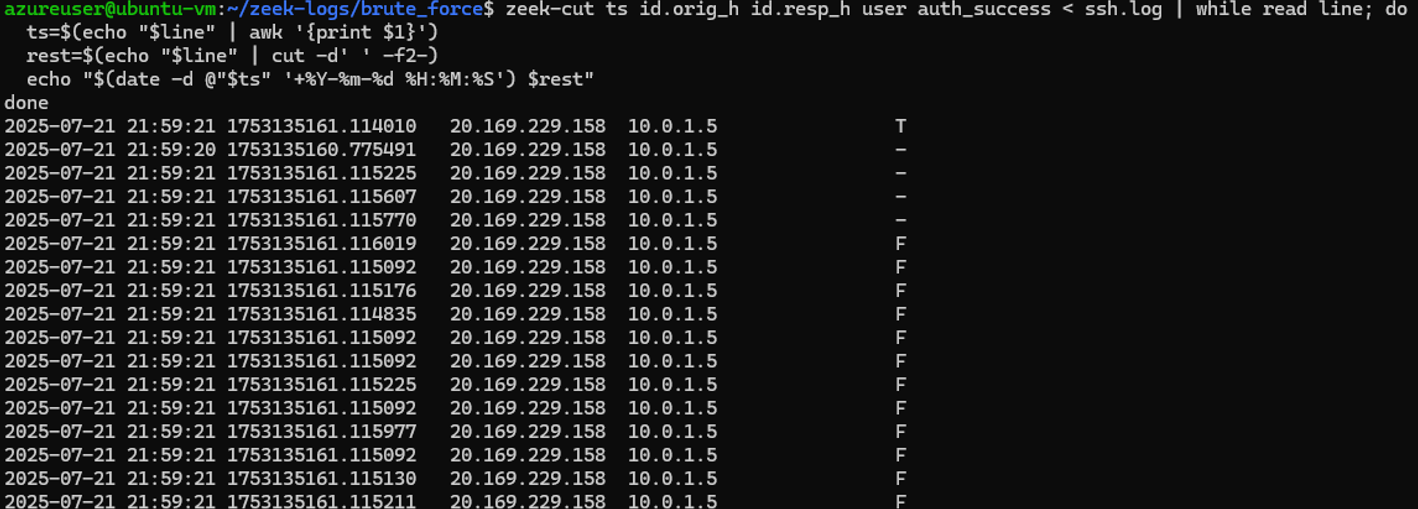 azureuser@ubuntu-vm:~/zeek-logs/brute_force$ zeek-cut ts id.orig_h id.resp_h user auth_success < ssh.log | while read line; do
  ts=$(echo "$line" | awk '{print $1}')
  rest=$(echo "$line" | cut -d' ' -f2-)
  echo "$(date -d @"$ts" '+%Y-%m-%d %H:%M:%S') $rest"
done
2025-07-21 21:59:21 1753135161.114010   20.169.229.158  10.0.1.5                T
2025-07-21 21:59:20 1753135160.775491   20.169.229.158  10.0.1.5                -
2025-07-21 21:59:21 1753135161.115225   20.169.229.158  10.0.1.5                -
2025-07-21 21:59:21 1753135161.115607   20.169.229.158  10.0.1.5                -
2025-07-21 21:59:21 1753135161.115770   20.169.229.158  10.0.1.5                -
2025-07-21 21:59:21 1753135161.116019   20.169.229.158  10.0.1.5                F
2025-07-21 21:59:21 1753135161.115092   20.169.229.158  10.0.1.5                F
2025-07-21 21:59:21 1753135161.115176   20.169.229.158  10.0.1.5                F
2025-07-21 21:59:21 1753135161.114835   20.169.229.158  10.0.1.5                F
2025-07-21 21:59:21 1753135161.115092   20.169.229.158  10.0.1.5                F
2025-07-21 21:59:21 1753135161.115092   20.169.229.158  10.0.1.5                F
2025-07-21 21:59:21 1753135161.115225   20.169.229.158  10.0.1.5                F
2025-07-21 21:59:21 1753135161.115092   20.169.229.158  10.0.1.5                F
2025-07-21 21:59:21 1753135161.115977   20.169.229.158  10.0.1.5                F
2025-07-21 21:59:21 1753135161.115092   20.169.229.158  10.0.1.5                F
2025-07-21 21:59:21 1753135161.115130   20.169.229.158  10.0.1.5                F
2025-07-21 21:59:21 1753135161.115211   20.169.229.158  10.0.1.5                F